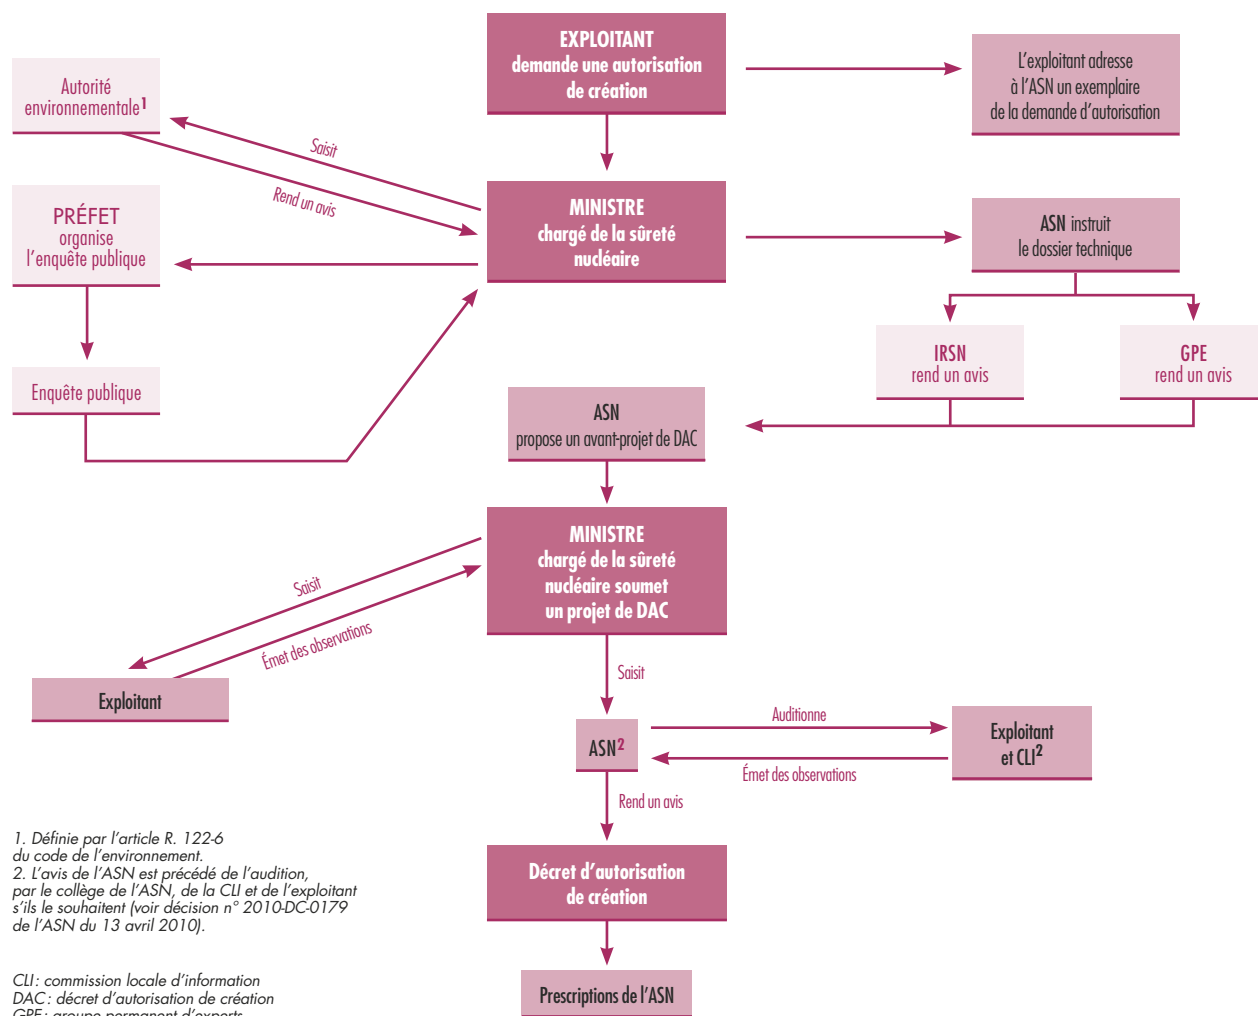 EXPLOITANT
demande une autorisation
de création
L'exploitant adresse
à l'ASN un exemplaire
de la demande d'autorisation
Autorité
environnementale1
Saisit
Rend un avis
MINISTRE
chargé de la sûreté
nucléaire
PRÉFET
organise
l'enquête publique
ASN instruit
le dossier technique
IRSN
rend un avis
GPE
rend un avis
Enquête publique
ASN
propose un avant-projet de DAC
MINISTRE
chargé de la sûreté
nucléaire soumet
un projet de DAC
Saisit
Émet des observations
Exploitant
Saisit
ASN2
Auditionne
Émet des observations
Exploitant
et CLI2
Rend un avis
Décret d'autorisation
de création
Prescriptions de l'ASN
1. Définie par l'article R. 122-6
du code de l'environnement.
2. L'avis de l'ASN est précédé de l'audition,
par le collège de l'ASN, de la CLI et de l'exploitant
s'ils le souhaitent (voir décision n° 2010-DC-0179
de l'ASN du 13 avril 2010).
CLI : commission locale d'information
DAC : décret d'autorisation de création
GPE : groupe permanent d'experts